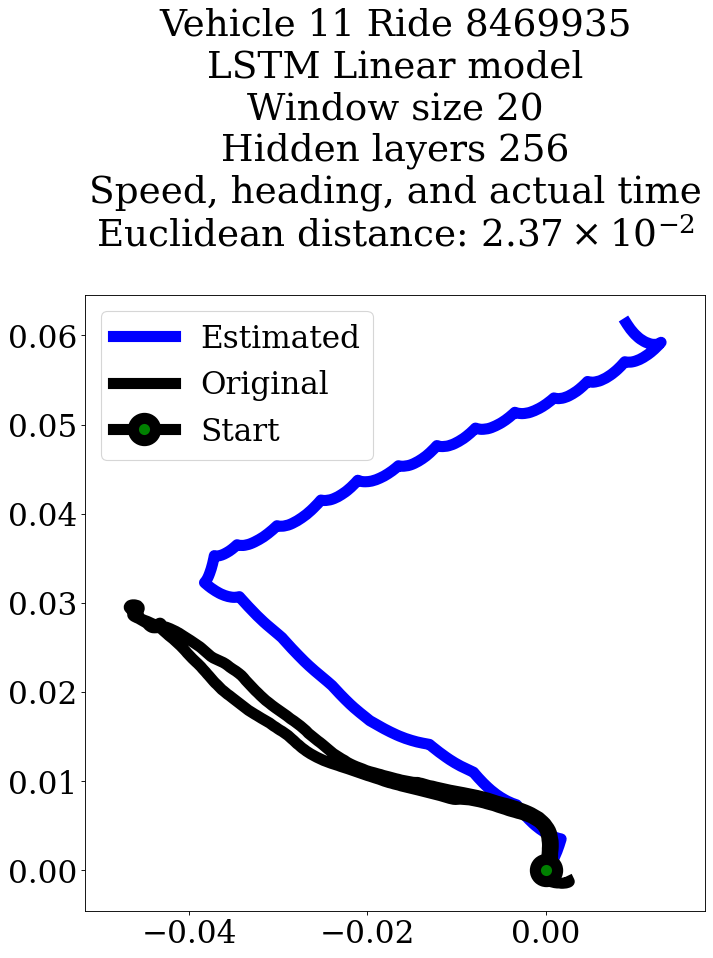 Vehicle 11 Ride 8469935
LSTM Linear model
Window size 20
Hidden layers 256
Speed, heading, and actual time
Euclidean distance: 2.37 × 10⁻²
Estimated
Original
Start
0.06
0.05
0.04
0.03
0.02
0.01
0.00
−0.04
−0.02
0.00